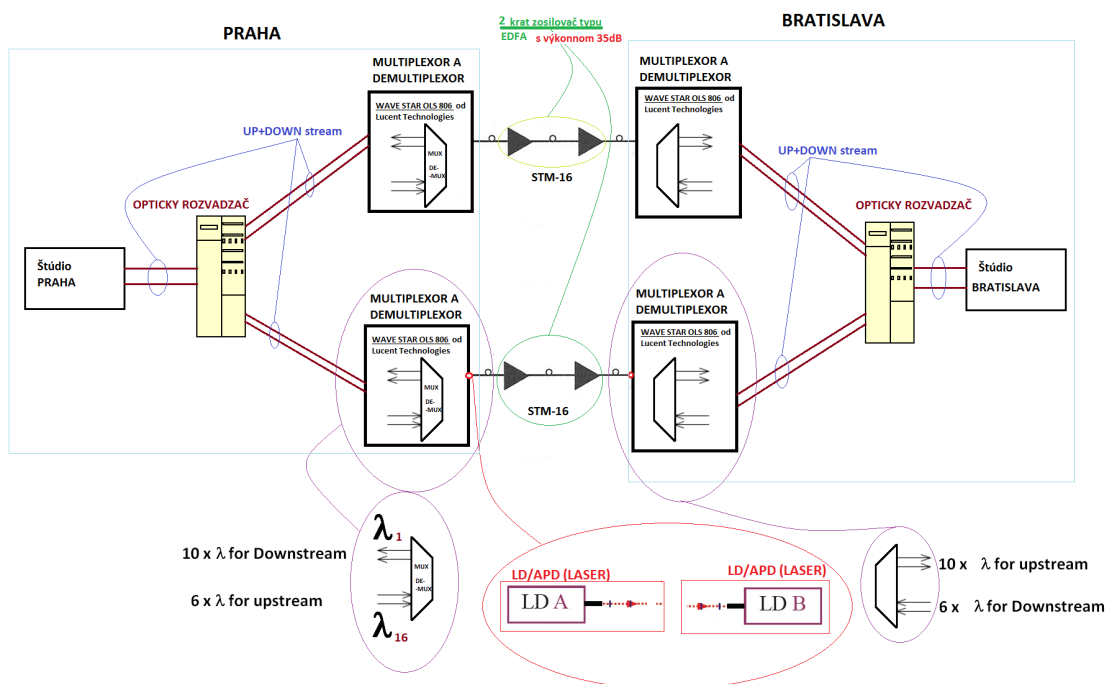 2 krat zosilovač typu
EDFA s výkonnom 35dB
PRAHA
BRATISLAVA
MULTIPLEXOR A
DEMULTIPLEXOR
WAVE STAR OLS 806 od
Lucent Technologies
MUX
DE-
-MUX
STM-16
MULTIPLEXOR A
DEMULTIPLEXOR
WAVE STAR OLS 806 od
Lucent Technologies
UP+DOWN stream
UP+DOWN stream
OPTICKY ROZVADZAČ
OPTICKY ROZVADZAČ
Štúdio
PRAHA
Štúdio
BRATISLAVA
MULTIPLEXOR A
DEMULTIPLEXOR
WAVE STAR OLS 806 od
Lucent Technologies
MUX
DE-
-MUX
STM-16
MULTIPLEXOR A
DEMULTIPLEXOR
WAVE STAR OLS 806 od
Lucent Technologies
λ1
10 x λ for Downstream
MUX
DE-
-MUX
6 x λ for upstream
λ16
LD/APD (LASER)
LD A
LD/APD (LASER)
LD B
10 x λ for upstream
6 x λ for Downstream